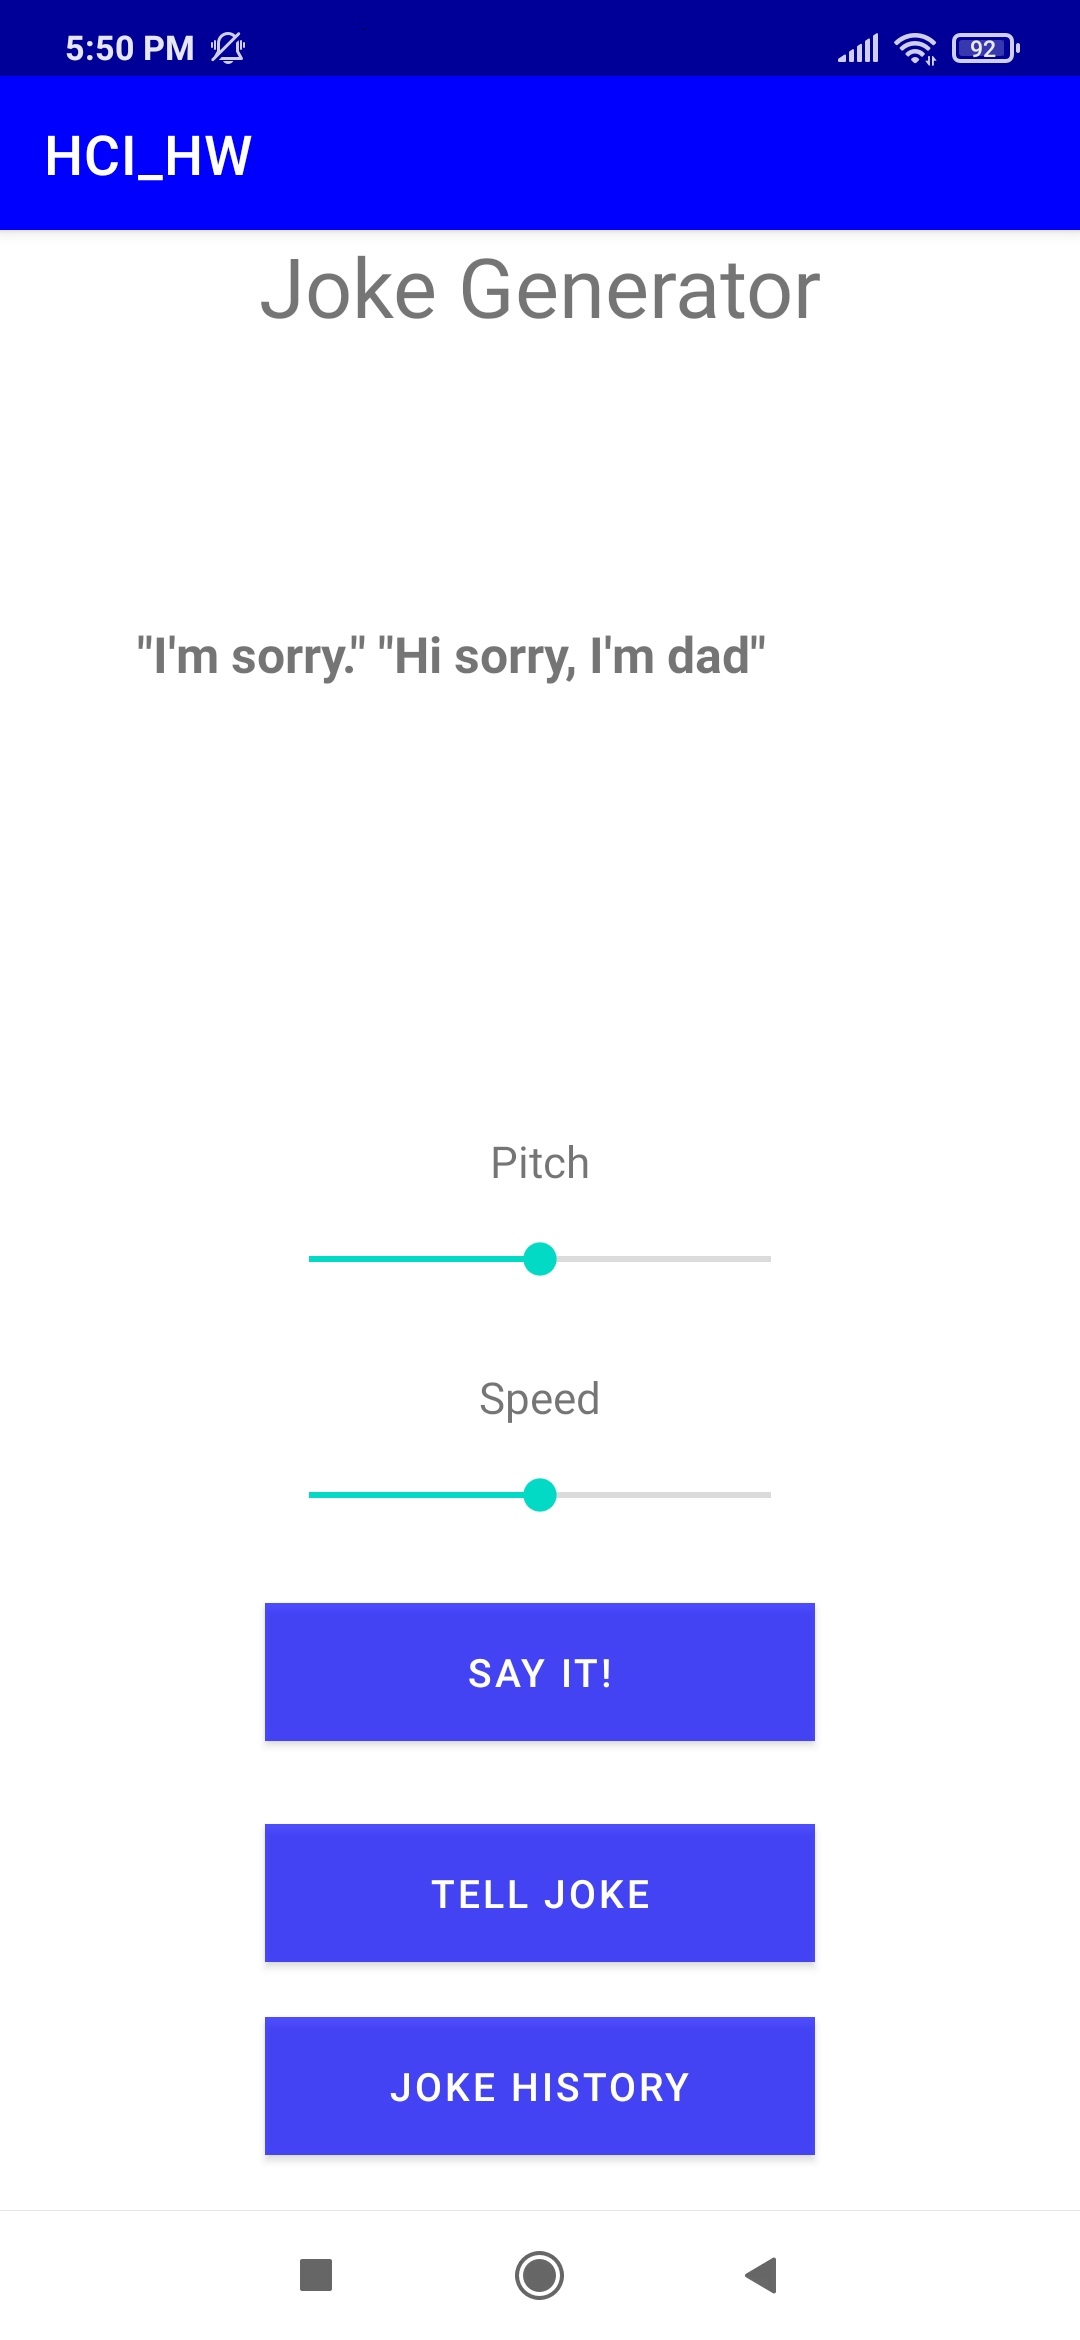 5:50 PM
92
HCI_HW
Joke Generator
"I'm sorry." "Hi sorry, I'm dad"
Pitch
Speed
SAY IT!
TELL JOKE
JOKE HISTORY